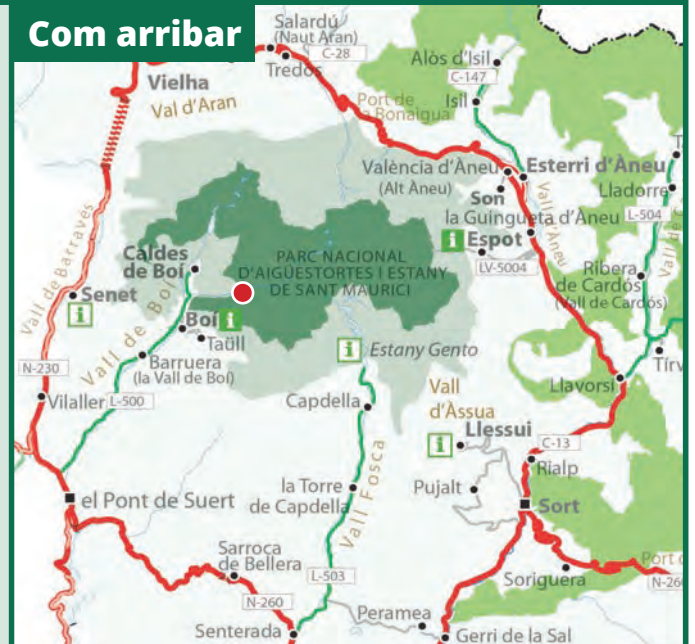 Com arribar
Salardú
(Naut Aran)
C-28
Tredòs
Alòs d'Isil
C-147
Isil
Vielha
Val d'Aran
Port de
la Bonaigua
València d'Àneu
(Alt Àneu)
Esterri d'Àneu
Son
Lladorre
la Guingueta d'Àneu
L-504
Vall d'Àneu
Espot
LV-5004
Ribera
de Cardós
(Vall de Cardós)
PARC NACIONAL
D'AIGÜESTORTES I ESTANY
DE SANT MAURICI
Caldes
de Boí
Vall de Barravés
Senet
i
Vall de Boí
Boí
i
Taüll
i
i
Estany Gento
Barruera
(la Vall de Boí)
N-230
Vilaller
L-500
Capdella
Vall
d'Àssua
Llavorsí
Llessui
i
C-13
Rialp
Pujalt
el Pont de Suert
la Torre
de Capdella
Vall Fosca
Sort
Sarroca
de Bellera
L-503
N-260
Soriguera
Senterada
Peramea
Gerri de la Sal